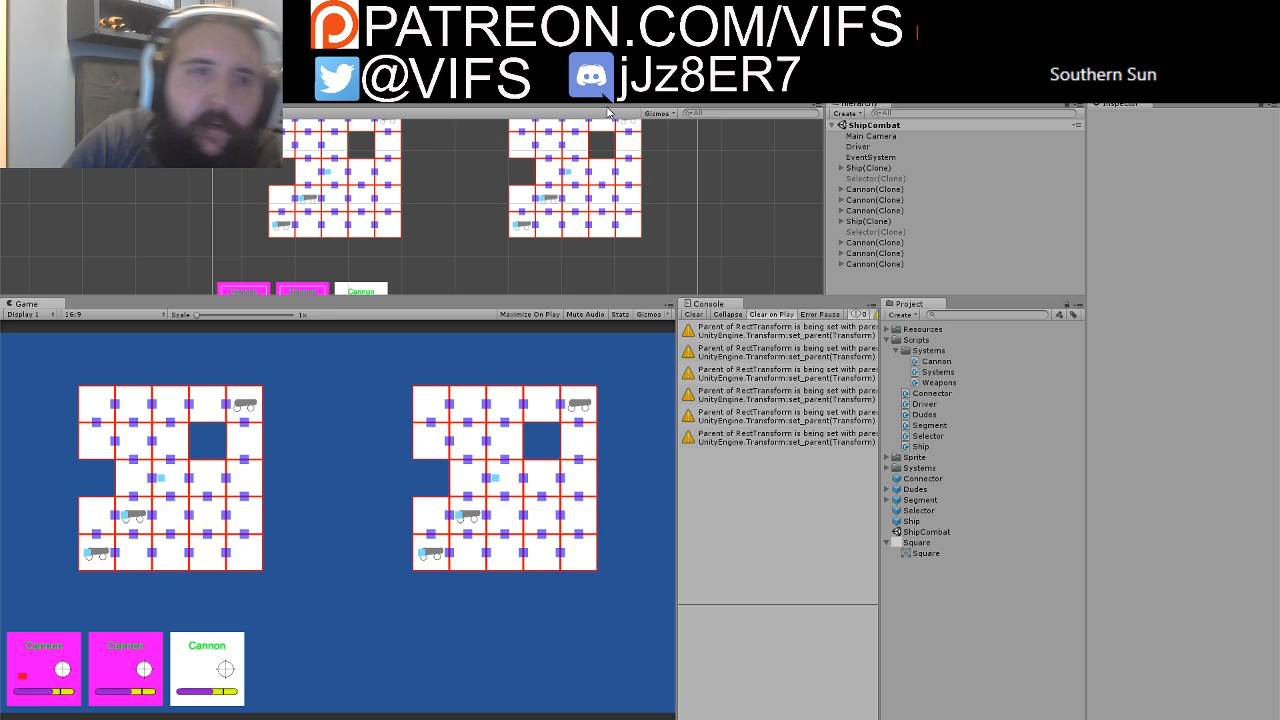 PATREON.COM/VIFS
@VIFS jJz8ER7
Southern Sun
Gizmos All
Hierarchy
Create All
Inspector
ShipCombat
Main Camera
Driver
EventSystem
Ship(Clone)
Selector(Clone)
Cannon(Clone)
Cannon(Clone)
Cannon(Clone)
Ship(Clone)
Selector(Clone)
Cannon(Clone)
Cannon(Clone)
Cannon(Clone)
Cannon
Game
Display 1 16:9 Scale 1x Maximize On Play Mute Audio Stats Gizmos
Console
Clear Collapse Clear on Play Error Pause 0
Parent of RectTransform is being set with pare
UnityEngine.Transform:set_parent(Transform)
Parent of RectTransform is being set with pare
UnityEngine.Transform:set_parent(Transform)
Parent of RectTransform is being set with pare
UnityEngine.Transform:set_parent(Transform)
Parent of RectTransform is being set with pare
UnityEngine.Transform:set_parent(Transform)
Parent of RectTransform is being set with pare
UnityEngine.Transform:set_parent(Transform)
Parent of RectTransform is being set with pare
UnityEngine.Transform:set_parent(Transform)
Project
Create
Resources
Scripts
Systems
Cannon
Systems
Weapons
Connector
Driver
Dudes
Segment
Selector
Ship
Sprite
Systems
Connector
Dudes
Segment
Selector
Ship
ShipCombat
Square
Square
Cannon Cannon Cannon